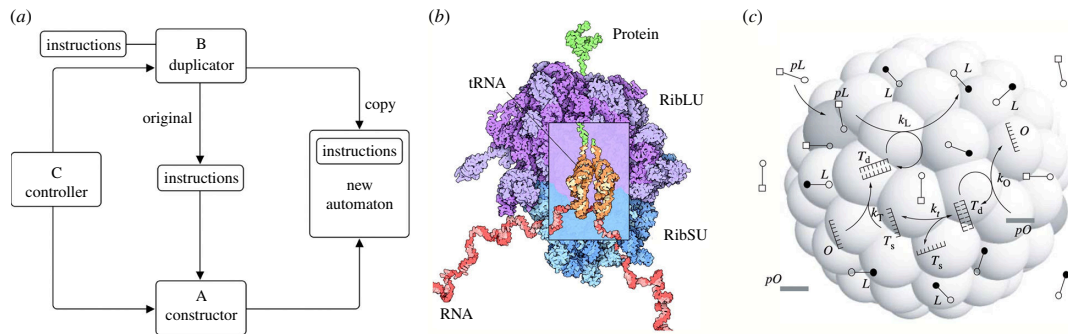 (a)
instructions
B
duplicator
original
copy
C
controller
instructions
instructions
new
automaton
A
constructor
(b)
Protein
tRNA
RibLU
RibSU
RNA
(c)
pL
L
L
pL
kL
L
O
Td
L
kO
kT
kt
Td
O
Ts
Ts
pO
L
L
L
pO